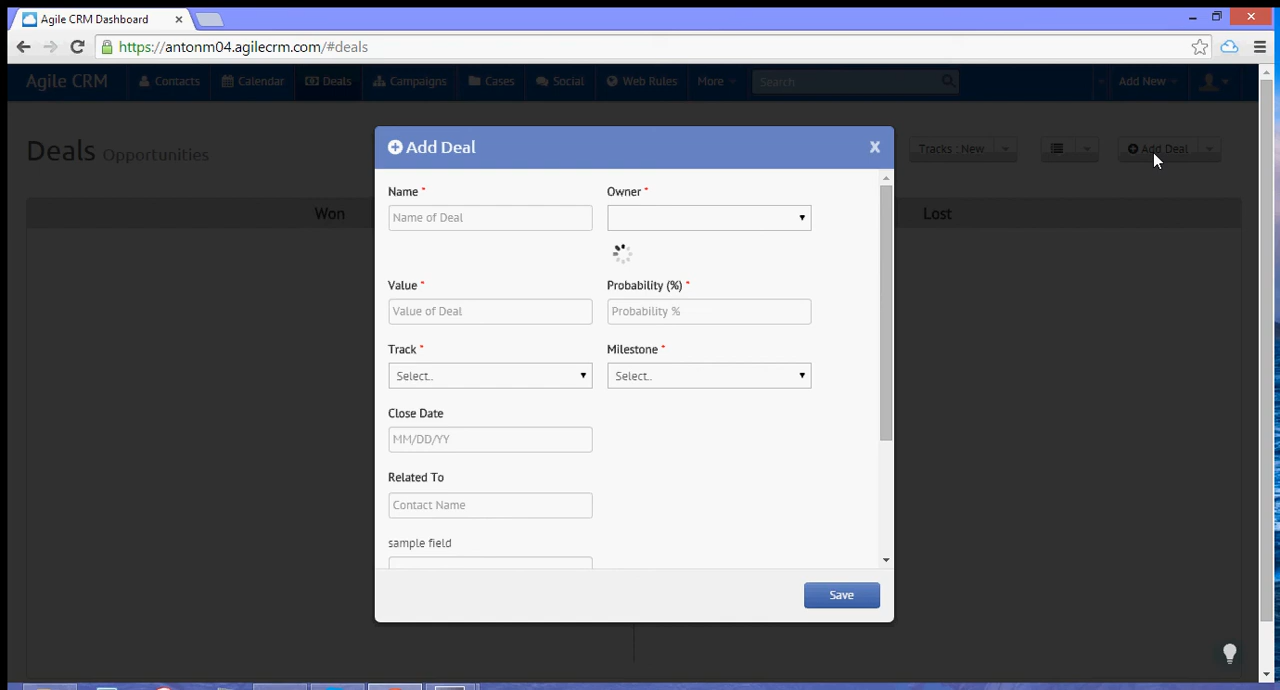 Agile CRM Dashboard
https://antonm04.agilecrm.com/#deals
Agile CRM Contacts Calendar Deals Campaigns Cases Social Web Rules More Search Add New
Deals Opportunities
Tracks : New
Add Deal
Won
Lost
Add Deal
X
Name * Owner *
Name of Deal
Value * Probability (%) *
Value of Deal Probability %
Track * Milestone *
Select.. Select..
Close Date
MM/DD/YY
Related To
Contact Name
sample field
Save